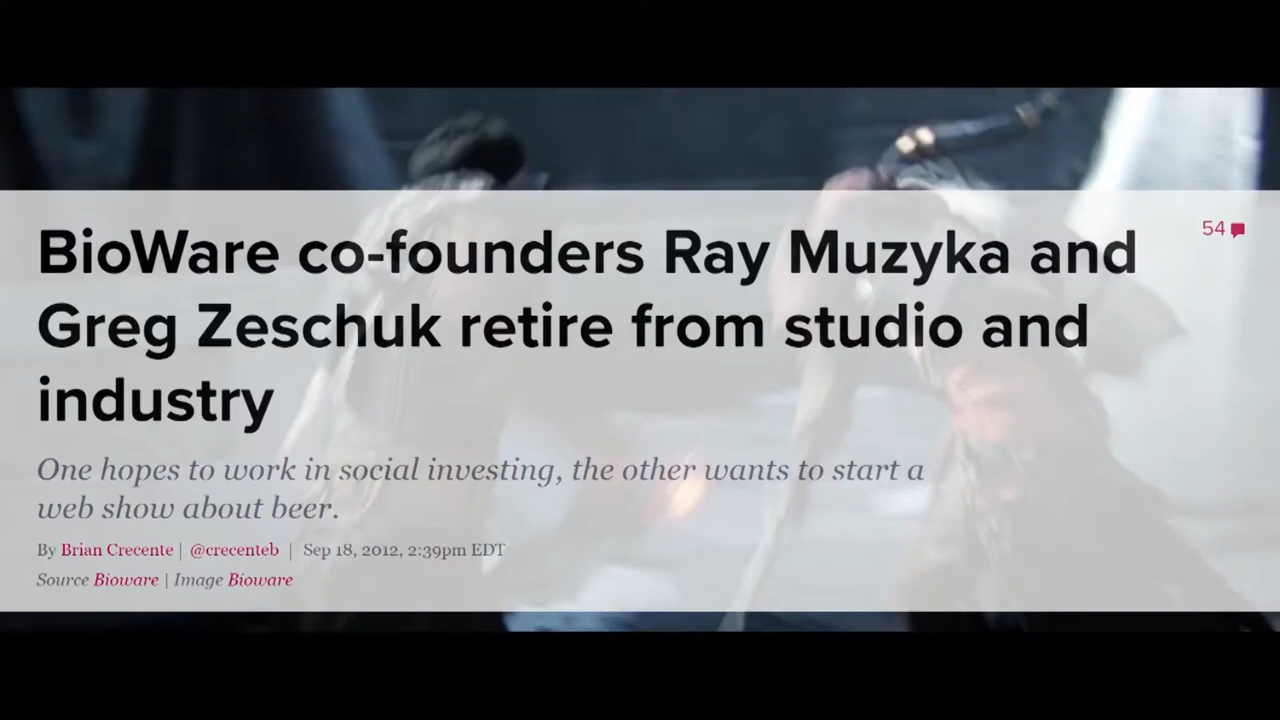 BioWare co-founders Ray Muzyka and
54
Greg Zeschuk retire from studio and
industry
One hopes to work in social investing, the other wants to start a
web show about beer.
By Brian Crecente | @crecenteb | Sep 18, 2012, 2:39pm EDT
Source Bioware | Image Bioware